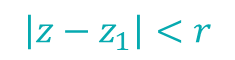 |z − z₁| < r